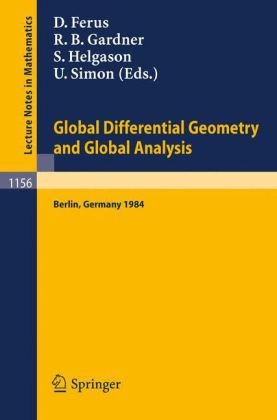 Lecture Notes in Mathematics
1156
D. Ferus
R. B. Gardner
S. Helgason
U. Simon (Eds.)
Global Differential Geometry
and Global Analysis
Berlin, Germany 1984
Springer